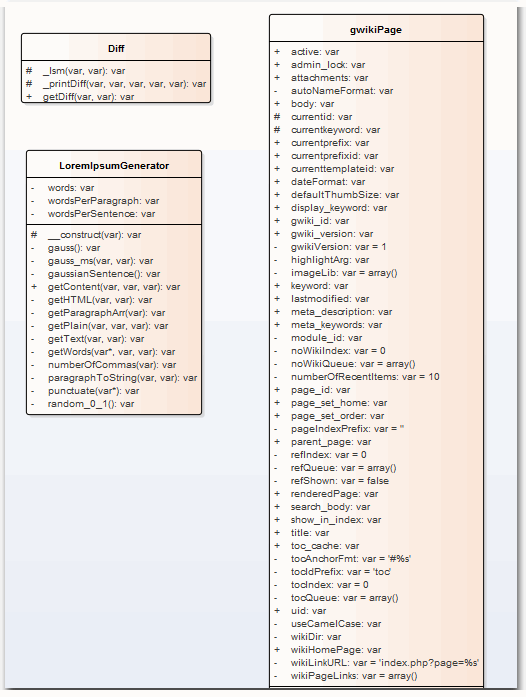 Diff
# _lsm(var, var): var
# _printDiff(var, var, var, var, var): var
+ getDiff(var, var): var
LoremIpsumGenerator
- words: var
- wordsPerParagraph: var
- wordsPerSentence: var
# __construct(var): var
- gauss(): var
- gauss_ms(var, var): var
- gaussianSentence(): var
+ getContent(var, var, var): var
- getHTML(var, var): var
- getParagraphArr(var): var
- getPlain(var, var, var): var
- getText(var, var): var
- getWords(var*, var, var): var
- numberOfCommas(var): var
- paragraphToString(var, var): var
- punctuate(var*): var
- random_0_1(): var
gwikiPage
+ active: var
+ admin_lock: var
+ attachments: var
- autoNameFormat: var
+ body: var
# currentid: var
# currentkeyword: var
+ currentprefix: var
+ currentprefixid: var
+ currenttemplateid: var
+ dateFormat: var
+ defaultThumbSize: var
+ display_keyword: var
+ gwiki_id: var
+ gwiki_version: var
- gwikiVersion: var = 1
- highlightArg: var
- imageLib: var = array()
+ keyword: var
+ lastmodified: var
+ meta_description: var
+ meta_keywords: var
- module_id: var
- noWikiIndex: var = 0
- noWikiQueue: var = array()
- numberOfRecentItems: var = 10
+ page_id: var
+ page_set_home: var
+ page_set_order: var
- pageIndexPrefix: var = ''
+ parent_page: var
- refIndex: var = 0
- refQueue: var = array()
- refShown: var = false
+ renderedPage: var
+ search_body: var
+ show_in_index: var
+ title: var
+ toc_cache: var
- tocAnchorFmt: var = '#%s'
- tocIdPrefix: var = 'toc'
- tocIndex: var = 0
- tocQueue: var = array()
+ uid: var
- useCamelCase: var
- wikiDir: var
+ wikiHomePage: var
- wikiLinkURL: var = 'index.php?page=%s'
- wikiPageLinks: var = array()